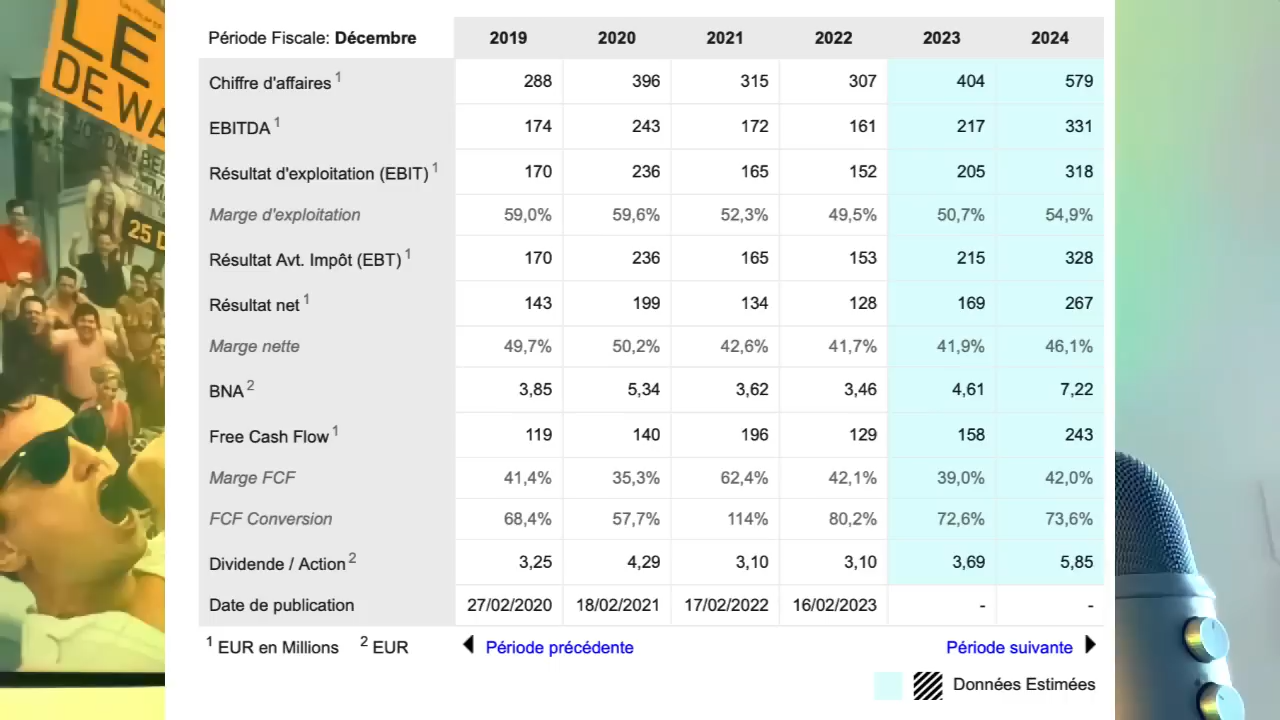 LE
DE WA
25 D
Période Fiscale: Décembre 2019 2020 2021 2022 2023 2024
Chiffre d'affaires 1 288 396 315 307 404 579
EBITDA 1 174 243 172 161 217 331
Résultat d'exploitation (EBIT) 1 170 236 165 152 205 318
Marge d'exploitation 59,0% 59,6% 52,3% 49,5% 50,7% 54,9%
Résultat Avt. Impôt (EBT) 1 170 236 165 153 215 328
Résultat net 1 143 199 134 128 169 267
Marge nette 49,7% 50,2% 42,6% 41,7% 41,9% 46,1%
BNA 2 3,85 5,34 3,62 3,46 4,61 7,22
Free Cash Flow 1 119 140 196 129 158 243
Marge FCF 41,4% 35,3% 62,4% 42,1% 39,0% 42,0%
FCF Conversion 68,4% 57,7% 114% 80,2% 72,6% 73,6%
Dividende / Action 2 3,25 4,29 3,10 3,10 3,69 5,85
Date de publication 27/02/2020 18/02/2021 17/02/2022 16/02/2023 - -
1 EUR en Millions 2 EUR Période précédente Période suivante
Données Estimées